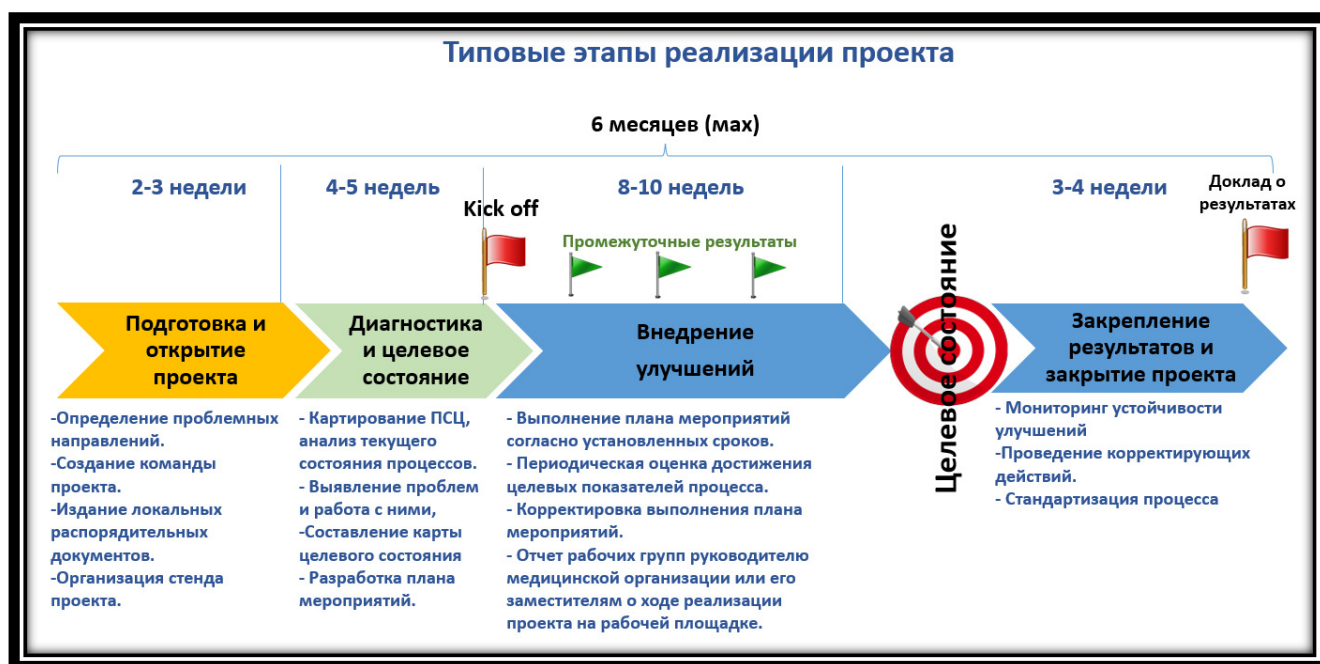 Типовые этапы реализации проекта
6 месяцев (мах)
2-3 недели
4-5 недель
8-10 недель
3-4 недели
Доклад о
результатах
Kick off
Промежуточные результаты
Подготовка и
открытие
проекта
Диагностика
и целевое
состояние
Внедрение
улучшений
Целевое состояние
Закрепление
результатов и
закрытие проекта
-Определение проблемных
направлений.
-Создание команды
проекта.
-Издание локальных
распорядительных
документов.
-Организация стенда
проекта.
- Картирование ПСЦ,
анализ текущего
состояния процессов.
- Выявление проблем
и работа с ними,
-Составление карты
целевого состояния
- Разработка плана
мероприятий.
- Выполнение плана мероприятий
согласно установленных сроков.
- Периодическая оценка достижения
целевых показателей процесса.
- Корректировка выполнения плана
мероприятий.
- Отчет рабочих групп руководителю
медицинской организации или его
заместителям о ходе реализации
проекта на рабочей площадке.
- Мониторинг устойчивости
улучшений
-Проведение корректирующих
действий.
- Стандартизация процесса